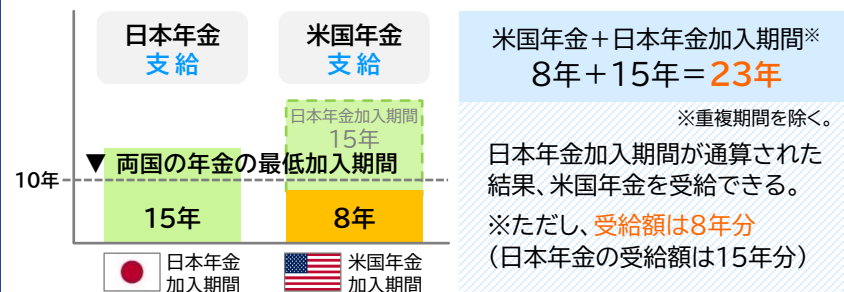 日本年金
支給
米国年金
支給
日本年金加入期間
15年
▼ 両国の年金の最低加入期間
10年
15年
8年
日本年金
加入期間
米国年金
加入期間
米国年金＋日本年金加入期間※
8年＋15年＝23年
※重複期間を除く。
日本年金加入期間が通算された
結果、米国年金を受給できる。
※ただし、受給額は8年分
（日本年金の受給額は15年分）